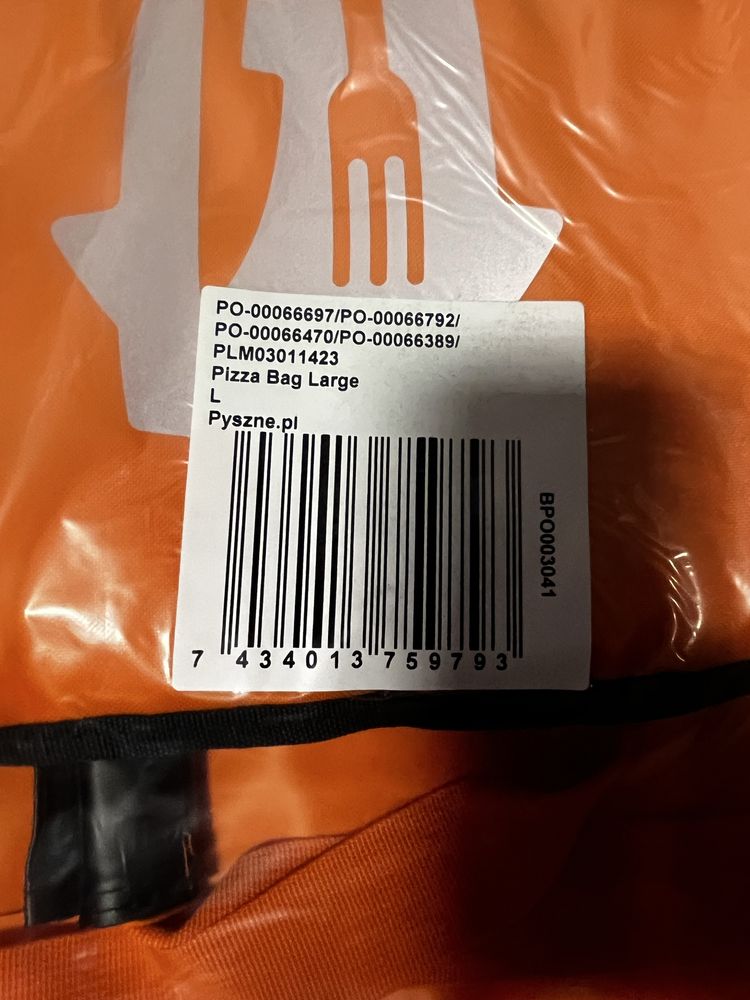 PO-00066697/PO-00066792/
PO-00066470/PO-00066389/
PLM03011423
Pizza Bag Large
L
Pyszne.pl
BPO003041
7 434013 759793